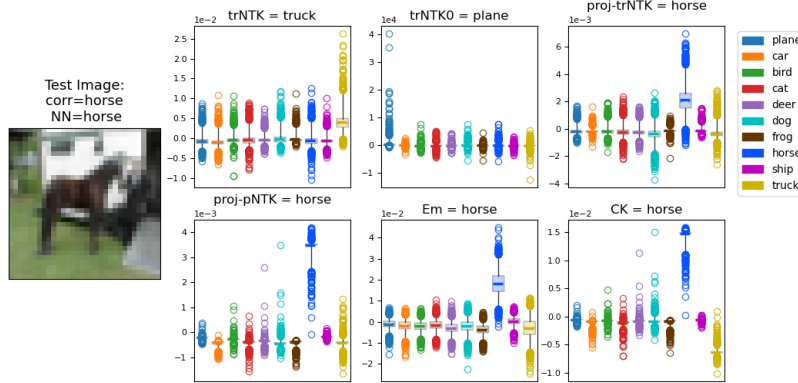 Test Image:
corr=horse
NN=horse
trNTK = truck
1e−2
2.5
2.0
1.5
1.0
0.5
0.0
−0.5
−1.0
trNTK0 = plane
1e4
4
3
2
1
0
−1
proj-trNTK = horse
1e−3
6
4
2
0
−2
−4
plane
car
bird
cat
deer
dog
frog
horse
ship
truck
proj-pNTK = horse
1e−3
4
3
2
1
0
−1
Em = horse
1e−2
4
2
0
−2
CK = horse
1e−2
1.5
1.0
0.5
0.0
−0.5
−1.0